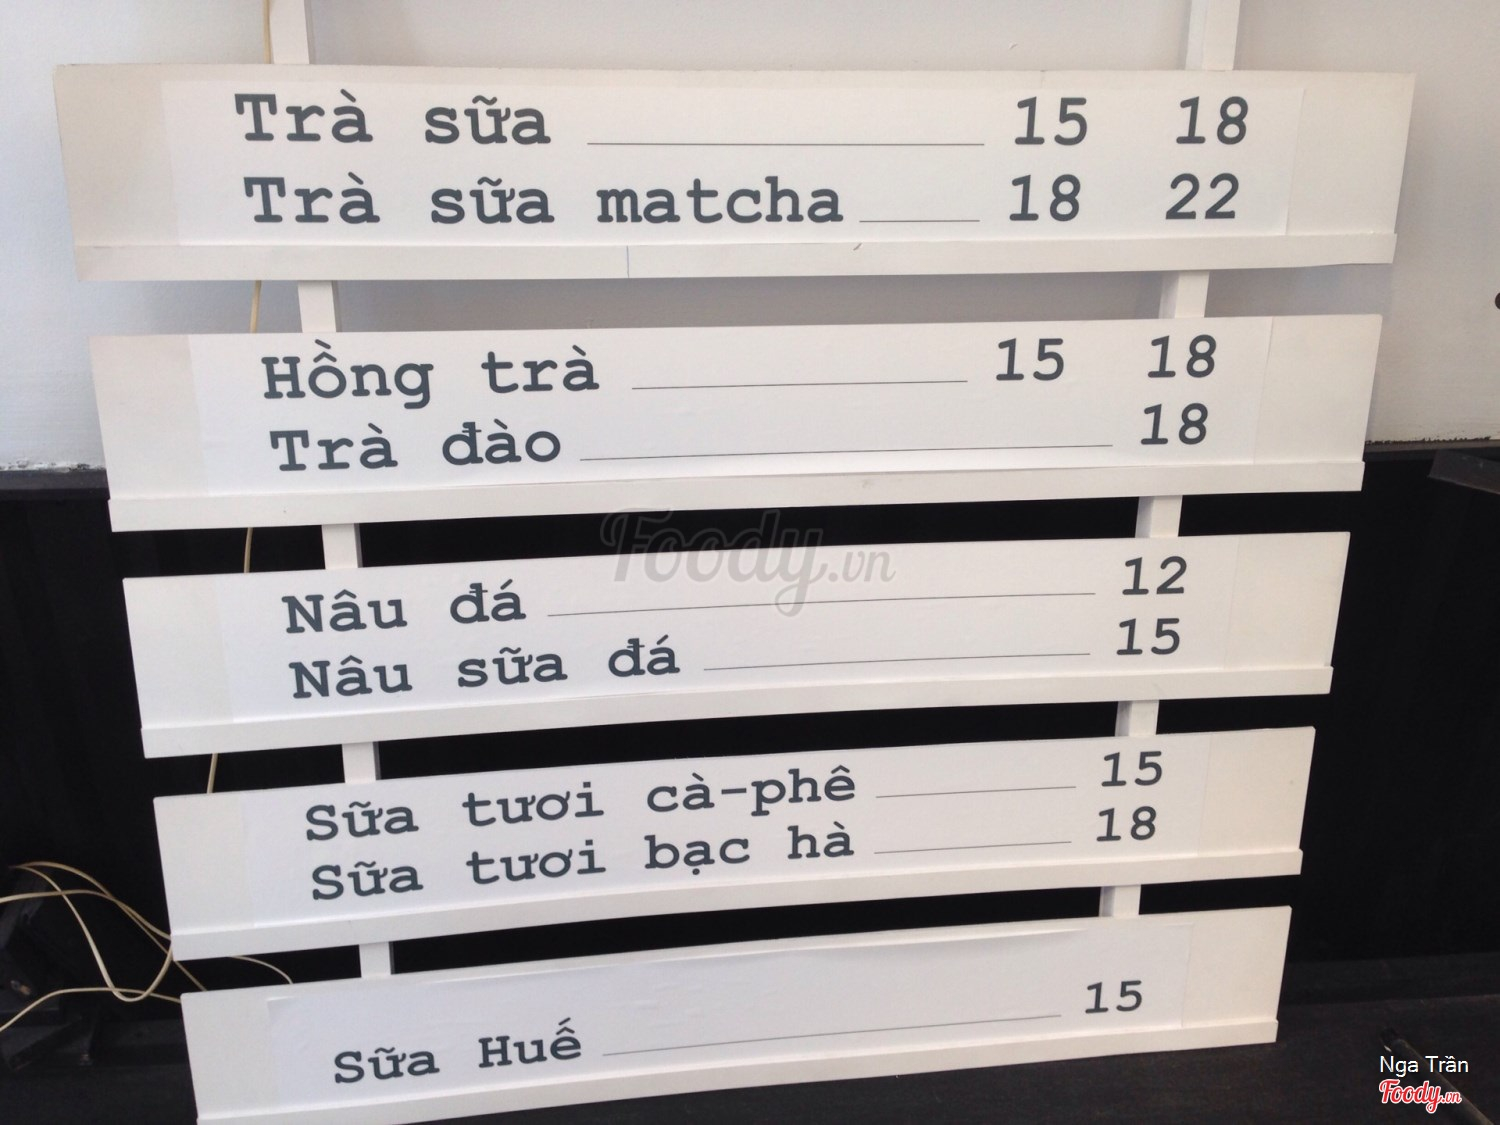 Trà sữa 15 18
Trà sữa matcha 18 22
Hồng trà 15 18
Trà đào 18
Foody.vn
Nâu đá 12
Nâu sữa đá 15
Sữa tươi cà-phê 15
Sữa tươi bạc hà 18
Sữa Huế 15
Nga Trần
Foody.vn